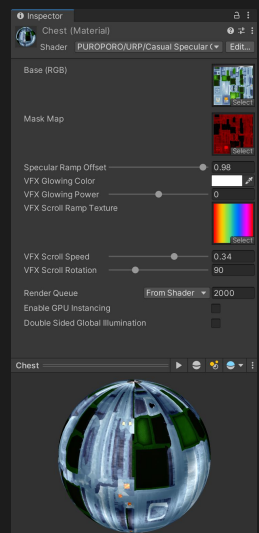 Inspector
Chest (Material)
Shader PUROPORO/URP/Casual Specular ( Edit...
Base (RGB)
Select
Mask Map
Select
Specular Ramp Offset 0.98
VFX Glowing Color
VFX Glowing Power 0
VFX Scroll Ramp Texture
Select
VFX Scroll Speed 0.34
VFX Scroll Rotation 90
Render Queue From Shader 2000
Enable GPU Instancing
Double Sided Global Illumination
Chest